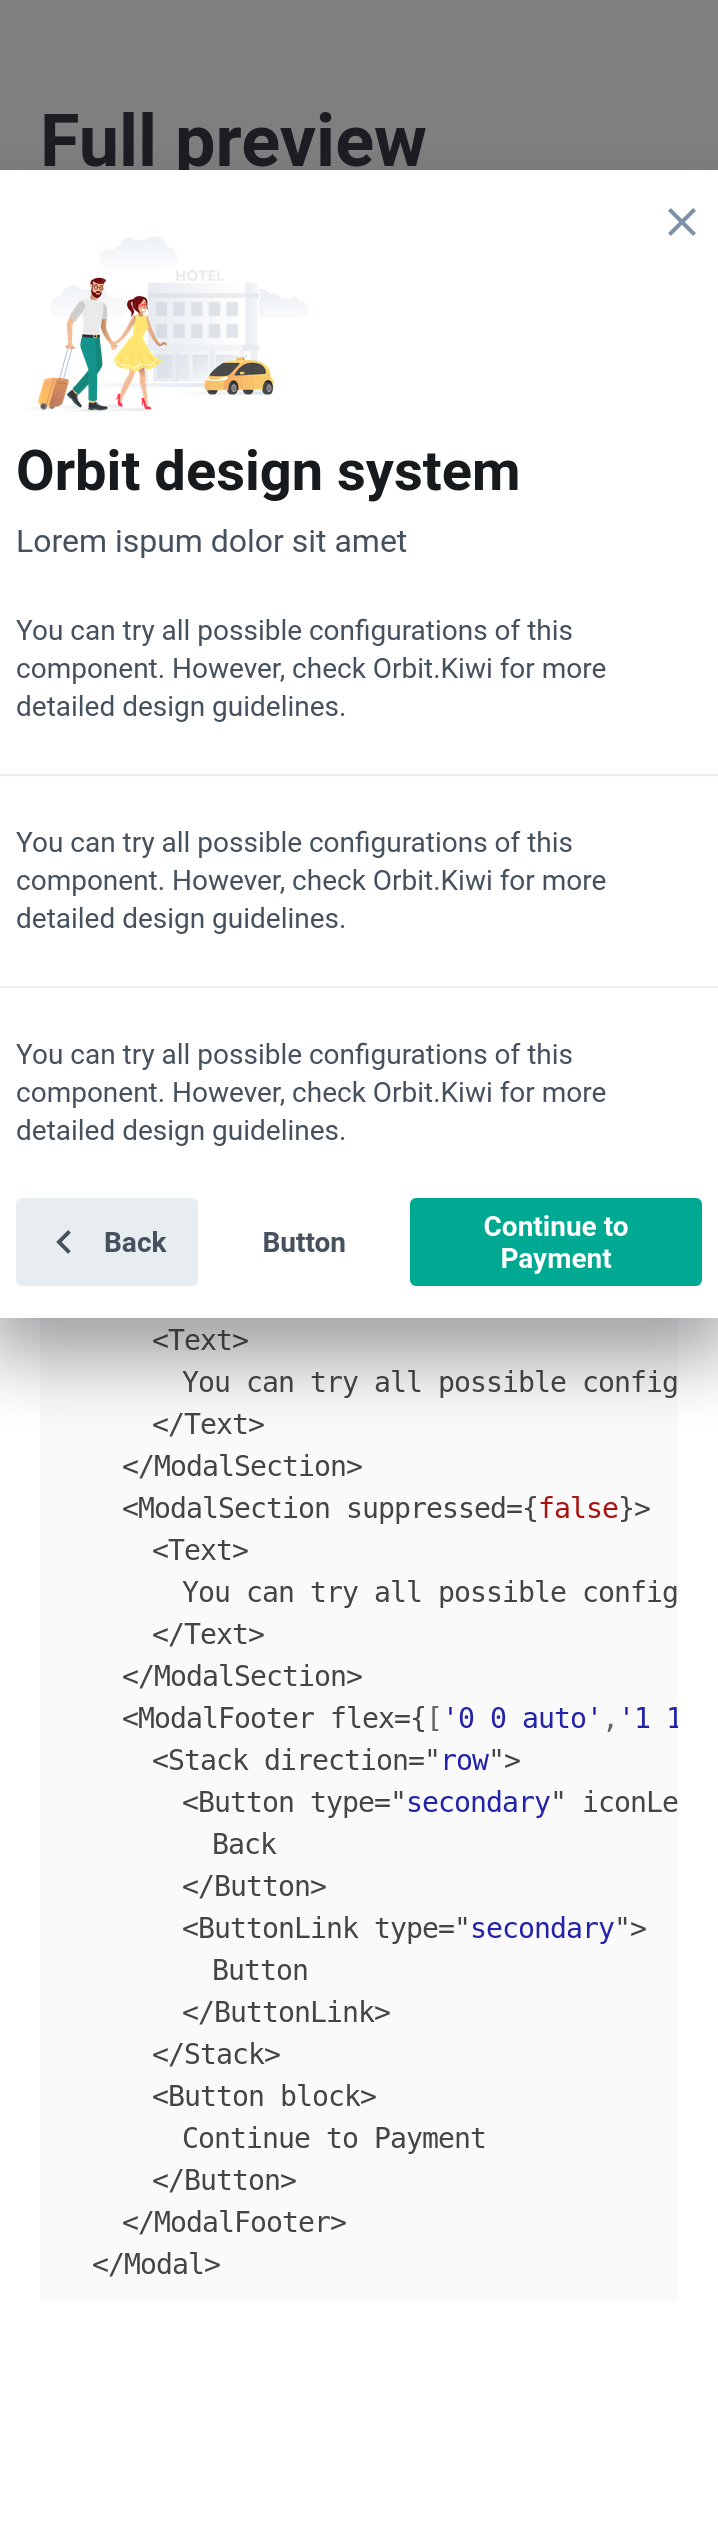 Full preview
HOTEL
Orbit design system
Lorem ispum dolor sit amet
You can try all possible configurations of this
component. However, check Orbit.Kiwi for more
detailed design guidelines.
You can try all possible configurations of this
component. However, check Orbit.Kiwi for more
detailed design guidelines.
You can try all possible configurations of this
component. However, check Orbit.Kiwi for more
detailed design guidelines.
Back
Button
Continue to
Payment
<Text>
You can try all possible config
</Text>
</ModalSection>
<ModalSection suppressed={false}>
<Text>
You can try all possible config
</Text>
</ModalSection>
<ModalFooter flex={['0 0 auto','1 1
<Stack direction="row">
<Button type="secondary" iconLe
Back
</Button>
<ButtonLink type="secondary">
Button
</ButtonLink>
</Stack>
<Button block>
Continue to Payment
</Button>
</ModalFooter>
</Modal>